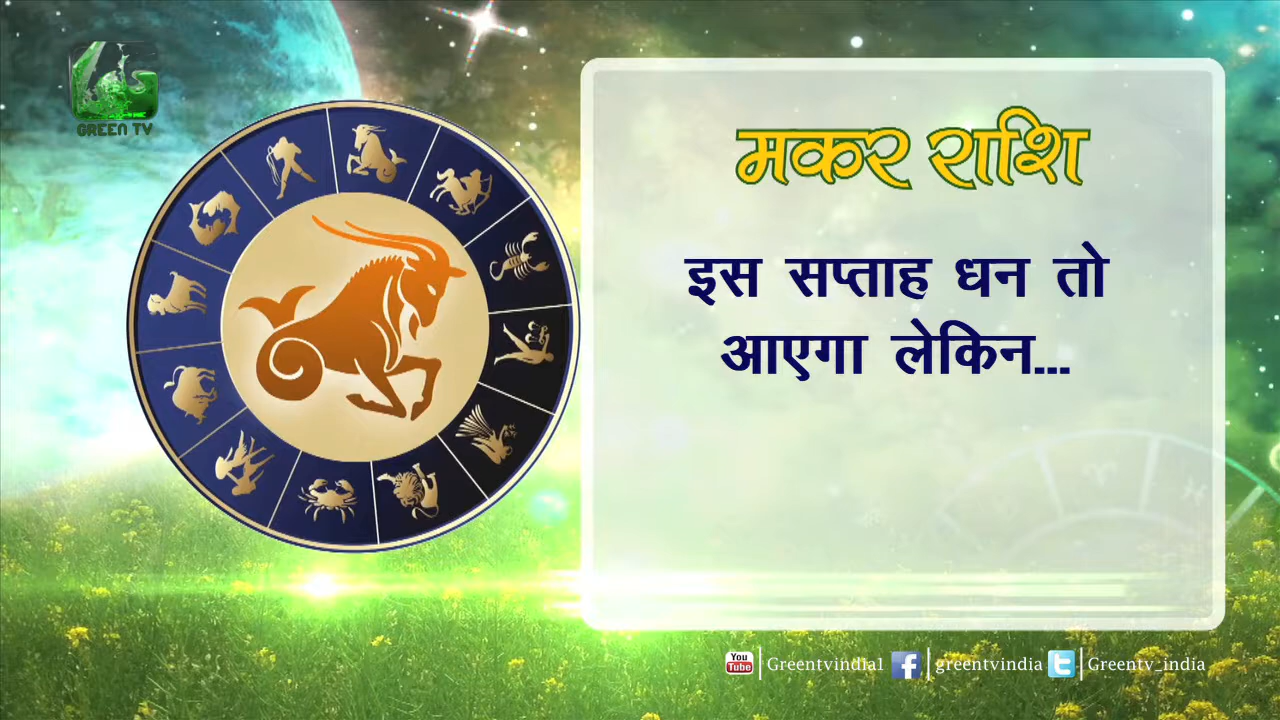 GREEN TV
मकर राशि
इस सप्ताह धन तो
आएगा लेकिन...
You Tube Greentvindia1 f greentvindia t Greentv_india